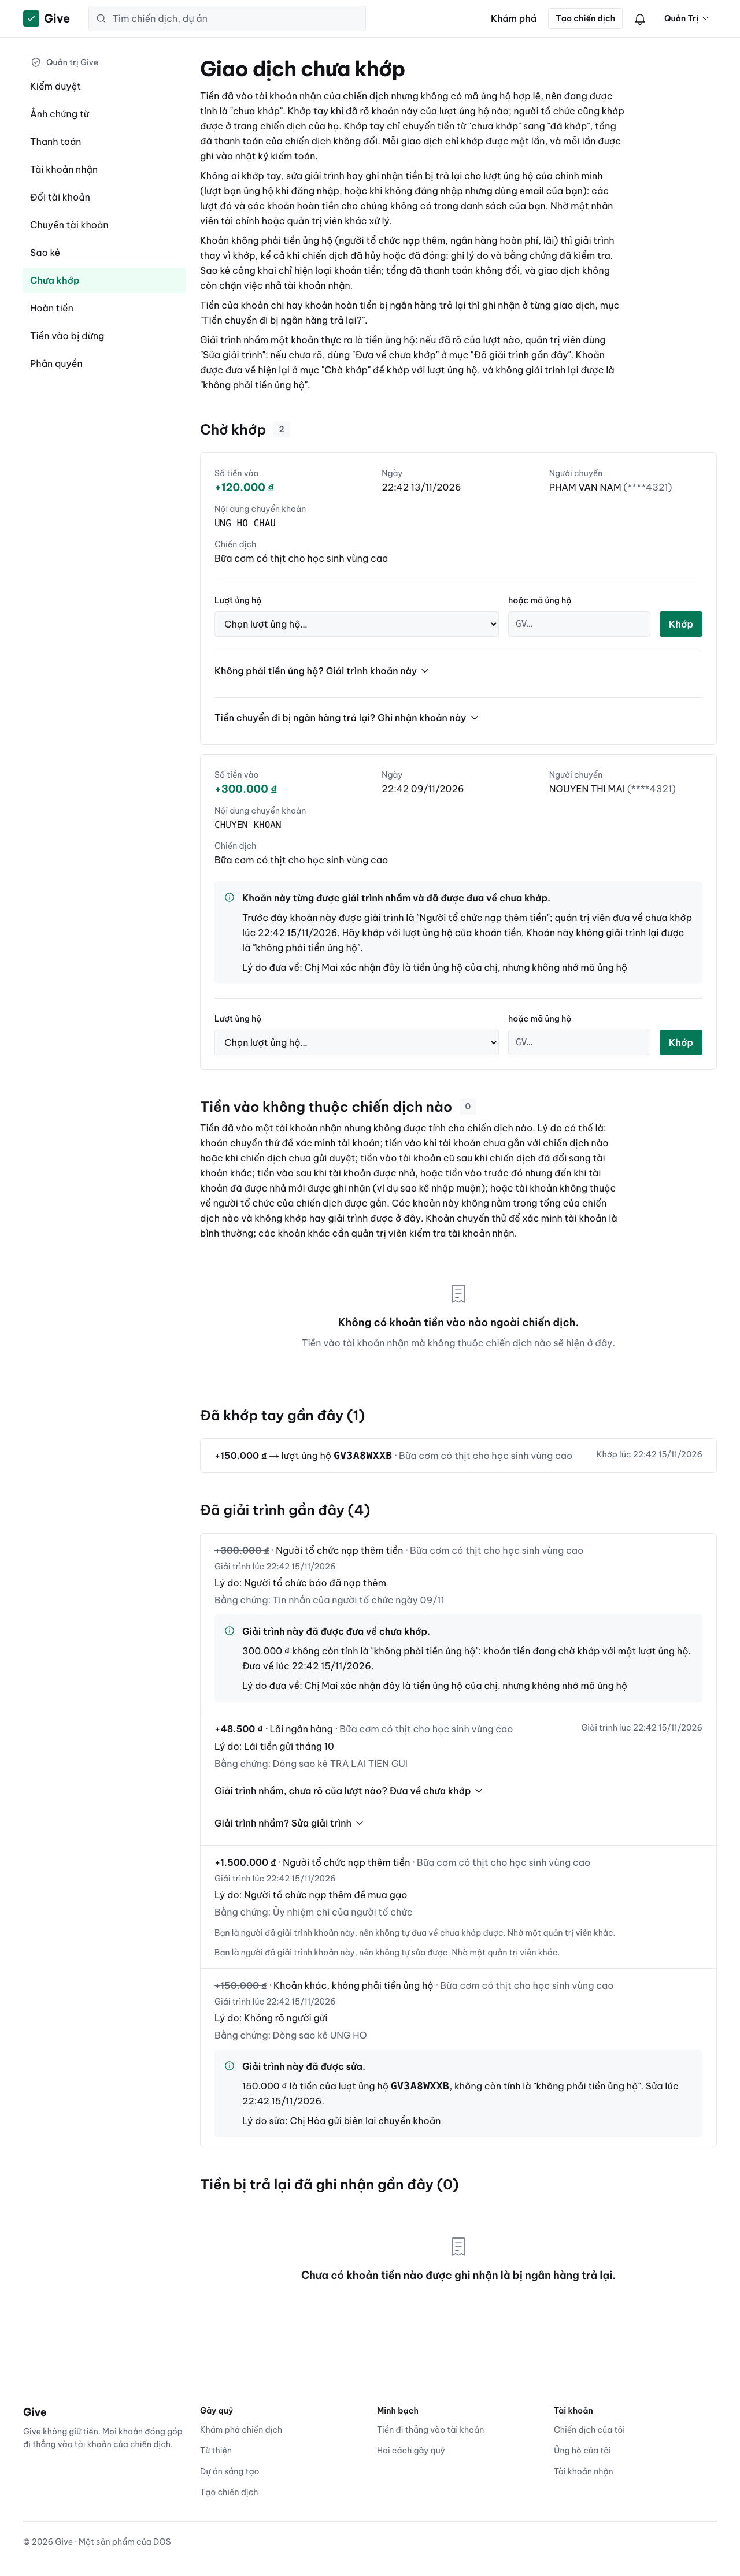 Give
Tìm chiến dịch, dự án
Khám phá
Tạo chiến dịch
Quản Trị
Quản trị Give
Kiểm duyệt
Ảnh chứng từ
Thanh toán
Tài khoản nhận
Đổi tài khoản
Chuyển tài khoản
Sao kê
Chưa khớp
Hoàn tiền
Tiền vào bị dừng
Phân quyền
Giao dịch chưa khớp
Tiền đã vào tài khoản nhận của chiến dịch nhưng không có mã ủng hộ hợp lệ, nên đang được
tính là "chưa khớp". Khớp tay khi đã rõ khoản này của lượt ủng hộ nào; người tổ chức cũng khớp
được ở trang chiến dịch của họ. Khớp tay chỉ chuyển tiền từ "chưa khớp" sang "đã khớp", tổng
đã thanh toán của chiến dịch không đổi. Mỗi giao dịch chỉ khớp được một lần, và mỗi lần được
ghi vào nhật ký kiểm toán.
Không ai khớp tay, sửa giải trình hay ghi nhận tiền bị trả lại cho lượt ủng hộ của chính mình
(lượt bạn ủng hộ khi đăng nhập, hoặc khi không đăng nhập nhưng dùng email của bạn): các
lượt đó và các khoản hoàn tiền cho chúng không có trong danh sách của bạn. Nhờ một nhân
viên tài chính hoặc quản trị viên khác xử lý.
Khoản không phải tiền ủng hộ (người tổ chức nạp thêm, ngân hàng hoàn phí, lãi) thì giải trình
thay vì khớp, kể cả khi chiến dịch đã hủy hoặc đã đóng: ghi lý do và bằng chứng đã kiểm tra.
Sao kê công khai chỉ hiện loại khoản tiền; tổng đã thanh toán không đổi, và giao dịch không
còn chặn việc nhả tài khoản nhận.
Tiền của khoản chi hay khoản hoàn tiền bị ngân hàng trả lại thì ghi nhận ở từng giao dịch, mục
"Tiền chuyển đi bị ngân hàng trả lại?".
Giải trình nhầm một khoản thực ra là tiền ủng hộ: nếu đã rõ của lượt nào, quản trị viên dùng
"Sửa giải trình"; nếu chưa rõ, dùng "Đưa về chưa khớp" ở mục "Đã giải trình gần đây". Khoản
được đưa về hiện lại ở mục "Chờ khớp" để khớp với lượt ủng hộ, và không giải trình lại được là
"không phải tiền ủng hộ".
Chờ khớp 2
Số tiền vào
+120.000 ₫
Ngày
22:42 13/11/2026
Người chuyển
PHAM VAN NAM (****4321)
Nội dung chuyển khoản
UNG HO CHAU
Chiến dịch
Bữa cơm có thịt cho học sinh vùng cao
Lượt ủng hộ
hoặc mã ủng hộ
Chọn lượt ủng hộ...
GV…
Khớp
Không phải tiền ủng hộ? Giải trình khoản này
Tiền chuyển đi bị ngân hàng trả lại? Ghi nhận khoản này
Số tiền vào
+300.000 ₫
Ngày
22:42 09/11/2026
Người chuyển
NGUYEN THI MAI (****4321)
Nội dung chuyển khoản
CHUYEN KHOAN
Chiến dịch
Bữa cơm có thịt cho học sinh vùng cao
Khoản này từng được giải trình nhầm và đã được đưa về chưa khớp.
Trước đây khoản này được giải trình là "Người tổ chức nạp thêm tiền"; quản trị viên đưa về chưa khớp
lúc 22:42 15/11/2026. Hãy khớp với lượt ủng hộ của khoản tiền. Khoản này không giải trình lại được
là "không phải tiền ủng hộ".
Lý do đưa về: Chị Mai xác nhận đây là tiền ủng hộ của chị, nhưng không nhớ mã ủng hộ
Lượt ủng hộ
hoặc mã ủng hộ
Chọn lượt ủng hộ...
GV…
Khớp
Tiền vào không thuộc chiến dịch nào 0
Tiền đã vào một tài khoản nhận nhưng không được tính cho chiến dịch nào. Lý do có thể là:
khoản chuyển thử để xác minh tài khoản; tiền vào khi tài khoản chưa gắn với chiến dịch nào
hoặc khi chiến dịch chưa gửi duyệt; tiền vào tài khoản cũ sau khi chiến dịch đã đổi sang tài
khoản khác; tiền vào sau khi tài khoản được nhả, hoặc tiền vào trước đó nhưng đến khi tài
khoản đã được nhả mới được ghi nhận (ví dụ sao kê nhập muộn); hoặc tài khoản không thuộc
về người tổ chức của chiến dịch được gắn. Các khoản này không nằm trong tổng của chiến
dịch nào và không khớp hay giải trình được ở đây. Khoản chuyển thử để xác minh tài khoản là
bình thường; các khoản khác cần quản trị viên kiểm tra tài khoản nhận.
Không có khoản tiền vào nào ngoài chiến dịch.
Tiền vào tài khoản nhận mà không thuộc chiến dịch nào sẽ hiện ở đây.
Đã khớp tay gần đây (1)
+150.000 ₫ → lượt ủng hộ GV3A8WXXB · Bữa cơm có thịt cho học sinh vùng cao
Khớp lúc 22:42 15/11/2026
Đã giải trình gần đây (4)
+300.000 ₫ · Người tổ chức nạp thêm tiền · Bữa cơm có thịt cho học sinh vùng cao
Giải trình lúc 22:42 15/11/2026
Lý do: Người tổ chức báo đã nạp thêm
Bằng chứng: Tin nhắn của người tổ chức ngày 09/11
Giải trình này đã được đưa về chưa khớp.
300.000 ₫ không còn tính là "không phải tiền ủng hộ": khoản tiền đang chờ khớp với một lượt ủng hộ.
Đưa về lúc 22:42 15/11/2026.
Lý do đưa về: Chị Mai xác nhận đây là tiền ủng hộ của chị, nhưng không nhớ mã ủng hộ
+48.500 ₫ · Lãi ngân hàng · Bữa cơm có thịt cho học sinh vùng cao
Giải trình lúc 22:42 15/11/2026
Lý do: Lãi tiền gửi tháng 10
Bằng chứng: Dòng sao kê TRA LAI TIEN GUI
Giải trình nhầm, chưa rõ của lượt nào? Đưa về chưa khớp
Giải trình nhầm? Sửa giải trình
+1.500.000 ₫ · Người tổ chức nạp thêm tiền · Bữa cơm có thịt cho học sinh vùng cao
Giải trình lúc 22:42 15/11/2026
Lý do: Người tổ chức nạp thêm để mua gạo
Bằng chứng: Ủy nhiệm chi của người tổ chức
Bạn là người đã giải trình khoản này, nên không tự đưa về chưa khớp được. Nhờ một quản trị viên khác.
Bạn là người đã giải trình khoản này, nên không tự sửa được. Nhờ một quản trị viên khác.
+150.000 ₫ · Khoản khác, không phải tiền ủng hộ · Bữa cơm có thịt cho học sinh vùng cao
Giải trình lúc 22:42 15/11/2026
Lý do: Không rõ người gửi
Bằng chứng: Dòng sao kê UNG HO
Giải trình này đã được sửa.
150.000 ₫ là tiền của lượt ủng hộ GV3A8WXXB, không còn tính là "không phải tiền ủng hộ". Sửa lúc
22:42 15/11/2026.
Lý do sửa: Chị Hòa gửi biên lai chuyển khoản
Tiền bị trả lại đã ghi nhận gần đây (0)
Chưa có khoản tiền nào được ghi nhận là bị ngân hàng trả lại.
Give
Give không giữ tiền. Mọi khoản đóng góp
đi thẳng vào tài khoản của chiến dịch.
Gây quỹ
Khám phá chiến dịch
Từ thiện
Dự án sáng tạo
Tạo chiến dịch
Minh bạch
Tiền đi thẳng vào tài khoản
Hai cách gây quỹ
Tài khoản
Chiến dịch của tôi
Ủng hộ của tôi
Tài khoản nhận
© 2026 Give · Một sản phẩm của DOS